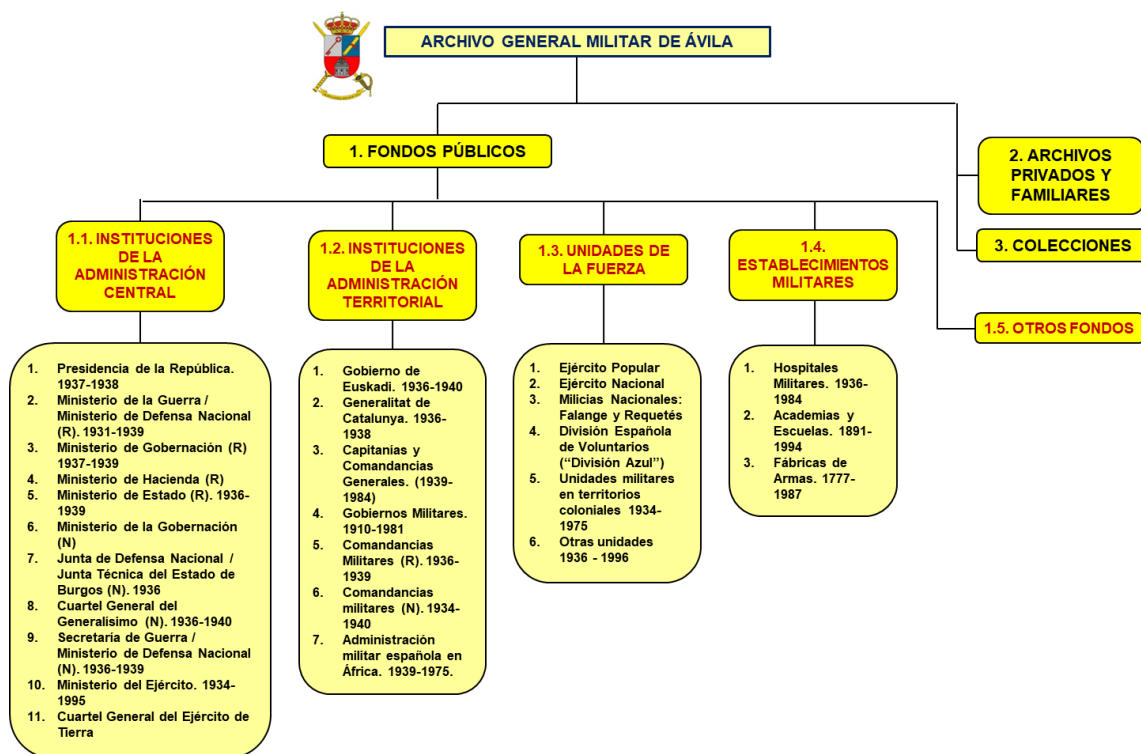 ARCHIVO GENERAL MILITAR DE ÁVILA
1. FONDOS PÚBLICOS
2. ARCHIVOS
PRIVADOS Y
FAMILIARES
3. COLECCIONES
1.1. INSTITUCIONES
DE LA
ADMINISTRACIÓN
CENTRAL
1. Presidencia de la República.
1937-1938
2. Ministerio de la Guerra /
Ministerio de Defensa Nacional
(R). 1931-1939
3. Ministerio de Gobernación (R)
1937-1939
4. Ministerio de Hacienda (R)
5. Ministerio de Estado (R). 1936-
1939
6. Ministerio de la Gobernación
(N)
7. Junta de Defensa Nacional /
Junta Técnica del Estado de
Burgos (N). 1936
8. Cuartel General del
Generalísimo (N). 1936-1940
9. Secretaría de Guerra /
Ministerio de Defensa Nacional
(N). 1936-1939
10. Ministerio del Ejército. 1934-
1995
11. Cuartel General del Ejército de
Tierra
1.2. INSTITUCIONES
DE LA
ADMINISTRACIÓN
TERRITORIAL
1. Gobierno de
Euskadi. 1936-1940
2. Generalitat de
Catalunya. 1936-
1938
3. Capitanías y
Comandancias
Generales. (1939-
1984)
4. Gobiernos Militares.
1910-1981
5. Comandancias
Militares (R). 1936-
1939
6. Comandancias
militares (N). 1934-
1940
7. Administración
militar española en
África. 1939-1975.
1.3. UNIDADES DE
LA FUERZA
1. Ejército Popular
2. Ejército Nacional
3. Milicias Nacionales:
Falange y Requetés
4. División Española
de Voluntarios
(“División Azul”)
5. Unidades militares
en territorios
coloniales 1934-
1975
6. Otras unidades
1936 - 1996
1.4.
ESTABLECIMIENTOS
MILITARES
1. Hospitales
Militares. 1936-
1984
2. Academias y
Escuelas. 1891-
1994
3. Fábricas de
Armas. 1777-
1987
1.5. OTROS FONDOS